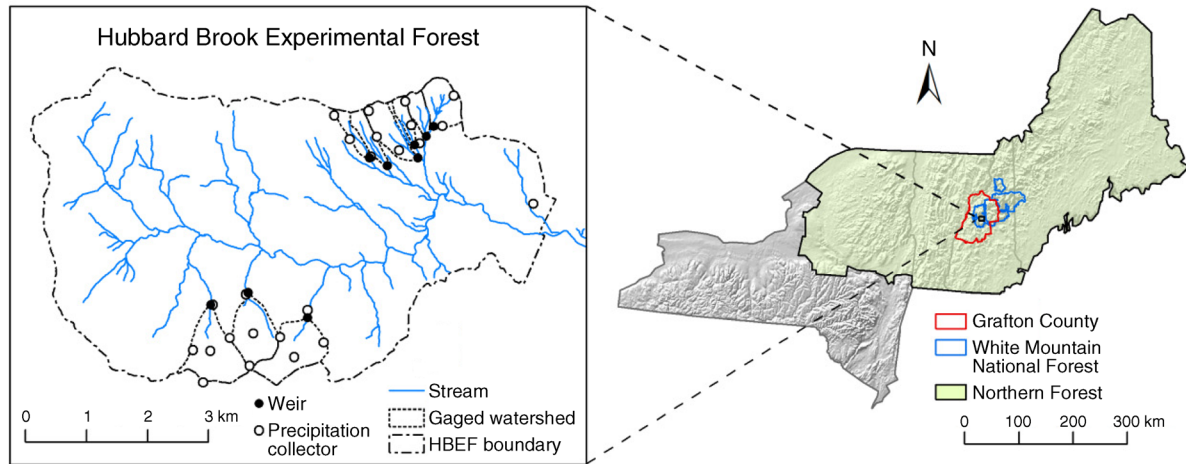 Hubbard Brook Experimental Forest
0 1 2 3 km
Weir
Precipitation
collector
Stream
Gaged watershed
HBEF boundary
N
Grafton County
White Mountain
National Forest
Northern Forest
0 100 200 300 km